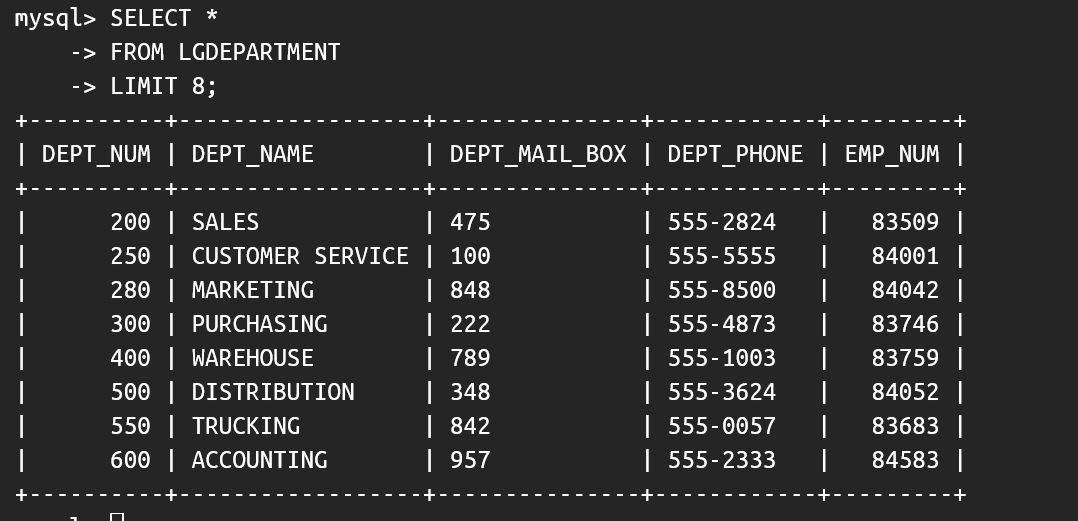 mysql> SELECT *
    -> FROM LGDEPARTMENT
    -> LIMIT 8;
+----------+------------------+---------------+------------+---------+
| DEPT_NUM | DEPT_NAME        | DEPT_MAIL_BOX | DEPT_PHONE | EMP_NUM |
+----------+------------------+---------------+------------+---------+
|      200 | SALES            | 475           | 555-2824   |   83509 |
|      250 | CUSTOMER SERVICE | 100           | 555-5555   |   84001 |
|      280 | MARKETING        | 848           | 555-8500   |   84042 |
|      300 | PURCHASING       | 222           | 555-4873   |   83746 |
|      400 | WAREHOUSE        | 789           | 555-1003   |   83759 |
|      500 | DISTRIBUTION     | 348           | 555-3624   |   84052 |
|      550 | TRUCKING         | 842           | 555-0057   |   83683 |
|      600 | ACCOUNTING       | 957           | 555-2333   |   84583 |
+----------+------------------+---------------+------------+---------+